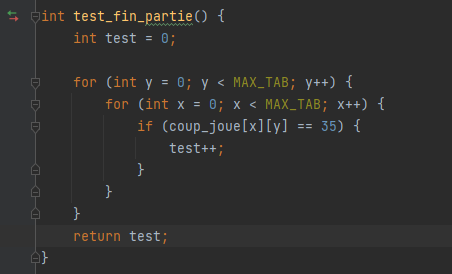 int test_fin_partie() {
int test = 0;
for (int y = 0; y < MAX_TAB; y++) {
for (int x = 0; x < MAX_TAB; x++) {
if (coup_joue[x][y] == 35) {
test++;
}
}
}
return test;
}